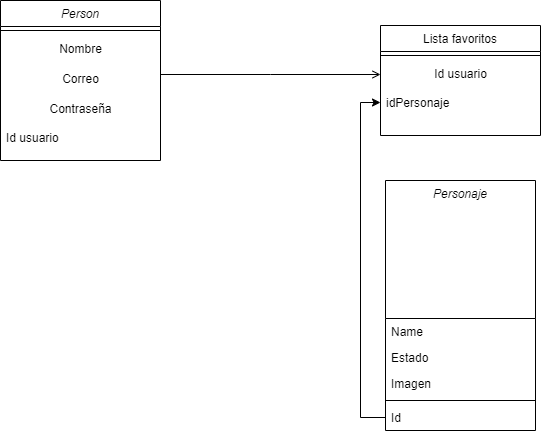 Person
Nombre
Correo
Contraseña
Id usuario
Lista favoritos
Id usuario
idPersonaje
Personaje
Name
Estado
Imagen
Id